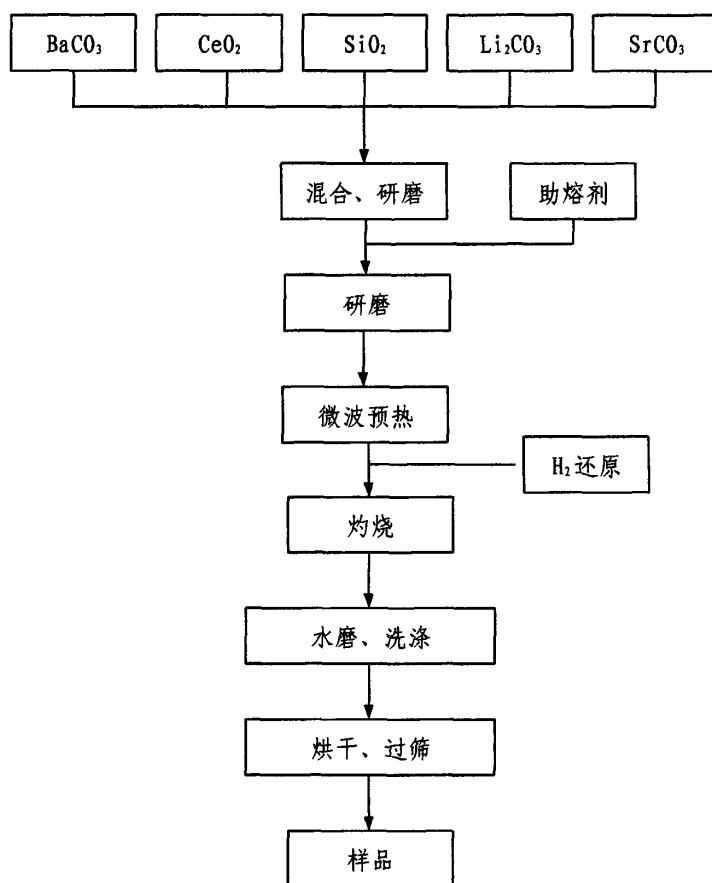 BaCO₃
CeO₂
SiO₂
Li₂CO₃
SrCO₃
混合、研磨
助熔剂
研磨
微波预热
H₂还原
灼烧
水磨、洗涤
烘干、过筛
样品